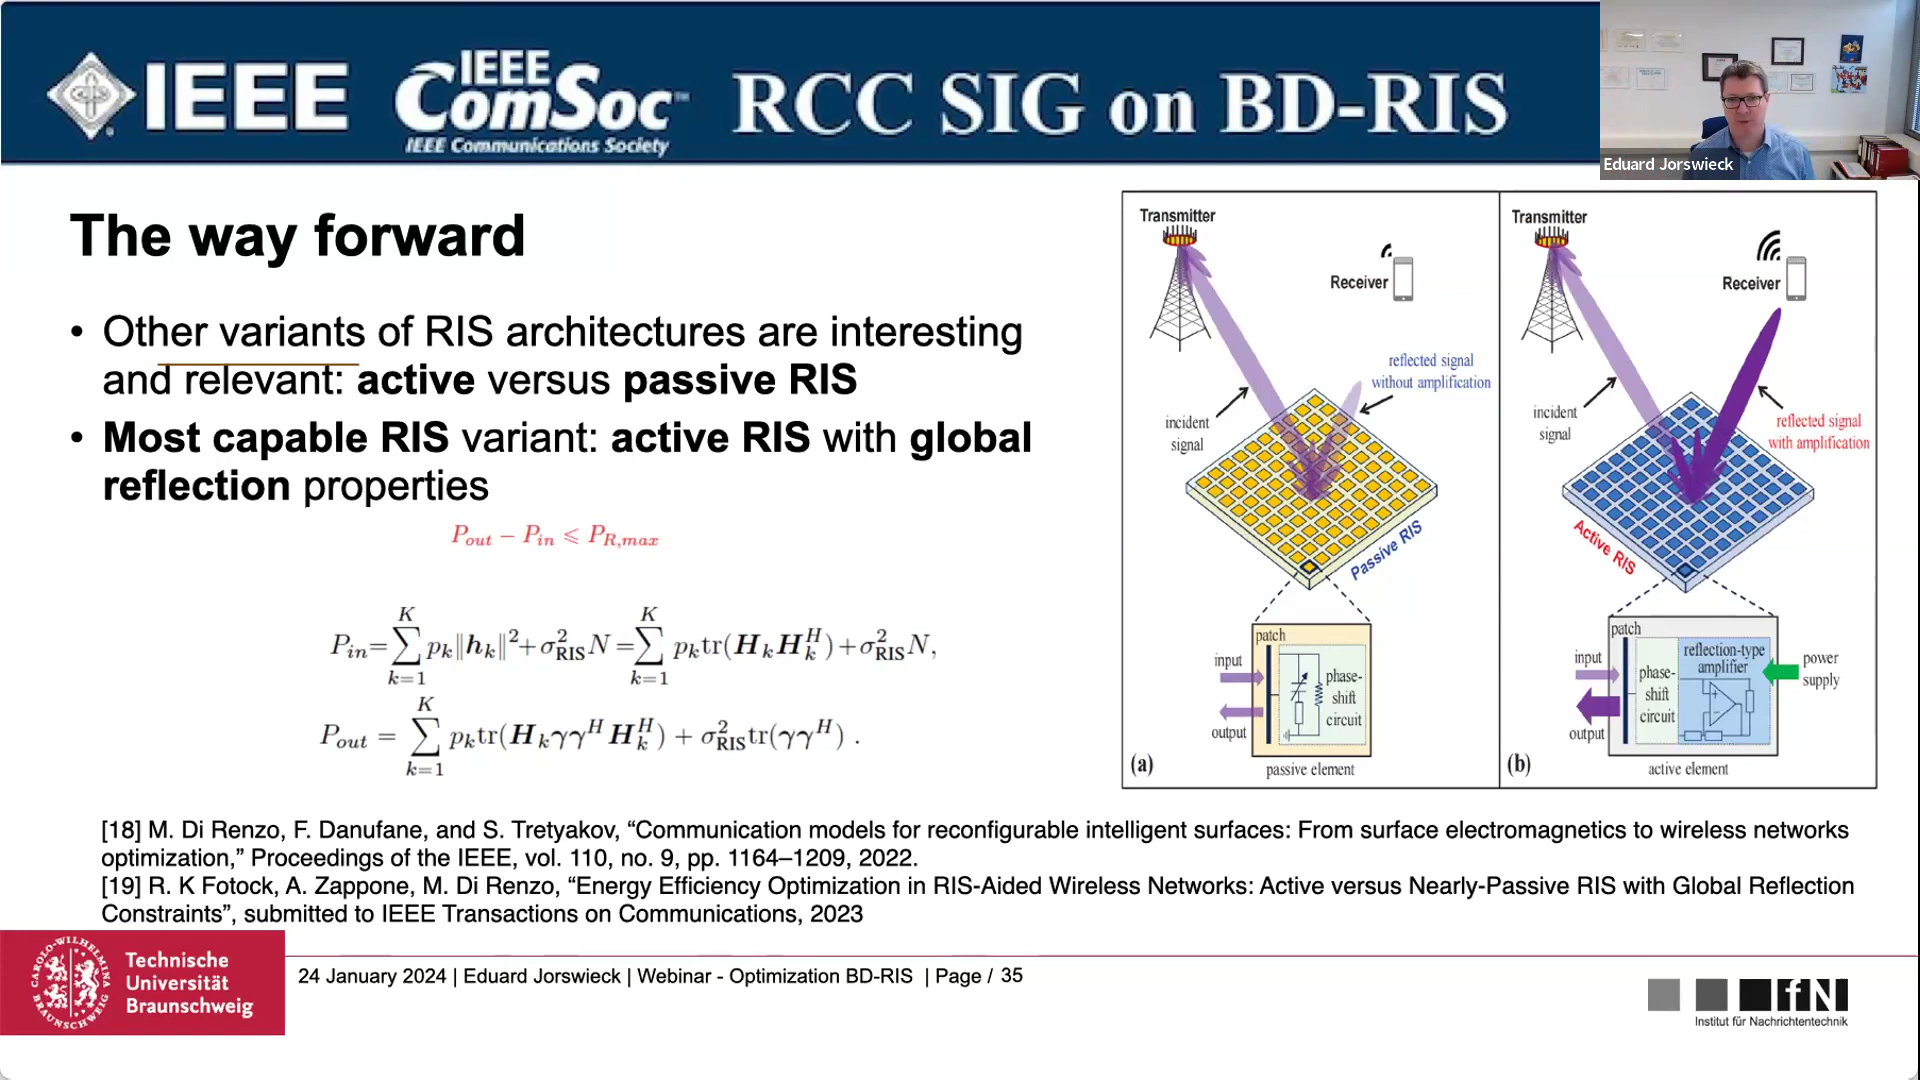 IEEE
IEEE
ComSoc™
IEEE Communications Society
RCC SIG on BD-RIS
Eduard Jorswieck
The way forward
• Other variants of RIS architectures are interesting
and relevant: active versus passive RIS
• Most capable RIS variant: active RIS with global
reflection properties
P_out − P_in ⩽ P_R,max
P_in = ∑_{k=1}^{K} p_k‖h_k‖² + σ²_RIS N = ∑_{k=1}^{K} p_k tr(H_k H_k^H) + σ²_RIS N,
P_out = ∑_{k=1}^{K} p_k tr(H_k γγ^H H_k^H) + σ²_RIS tr(γγ^H) .
Transmitter
Receiver
reflected signal
without amplification
incident
signal
Passive RIS
patch
input
output
phase-
shift
circuit
(a)
passive element
Transmitter
Receiver
incident
signal
reflected signal
with amplification
Active RIS
patch
input
output
phase-
shift
circuit
reflection-type
amplifier
power
supply
(b)
active element
[18] M. Di Renzo, F. Danufane, and S. Tretyakov, “Communication models for reconfigurable intelligent surfaces: From surface electromagnetics to wireless networks
optimization,” Proceedings of the IEEE, vol. 110, no. 9, pp. 1164–1209, 2022.
[19] R. K Fotock, A. Zappone, M. Di Renzo, “Energy Efficiency Optimization in RIS-Aided Wireless Networks: Active versus Nearly-Passive RIS with Global Reflection
Constraints”, submitted to IEEE Transactions on Communications, 2023
CAROLO-WILHELMINA
BRAUNSCHWEIG
Technische
Universität
Braunschweig
24 January 2024 | Eduard Jorswieck | Webinar - Optimization BD-RIS | Page / 35
IfN
Institut für Nachrichtentechnik